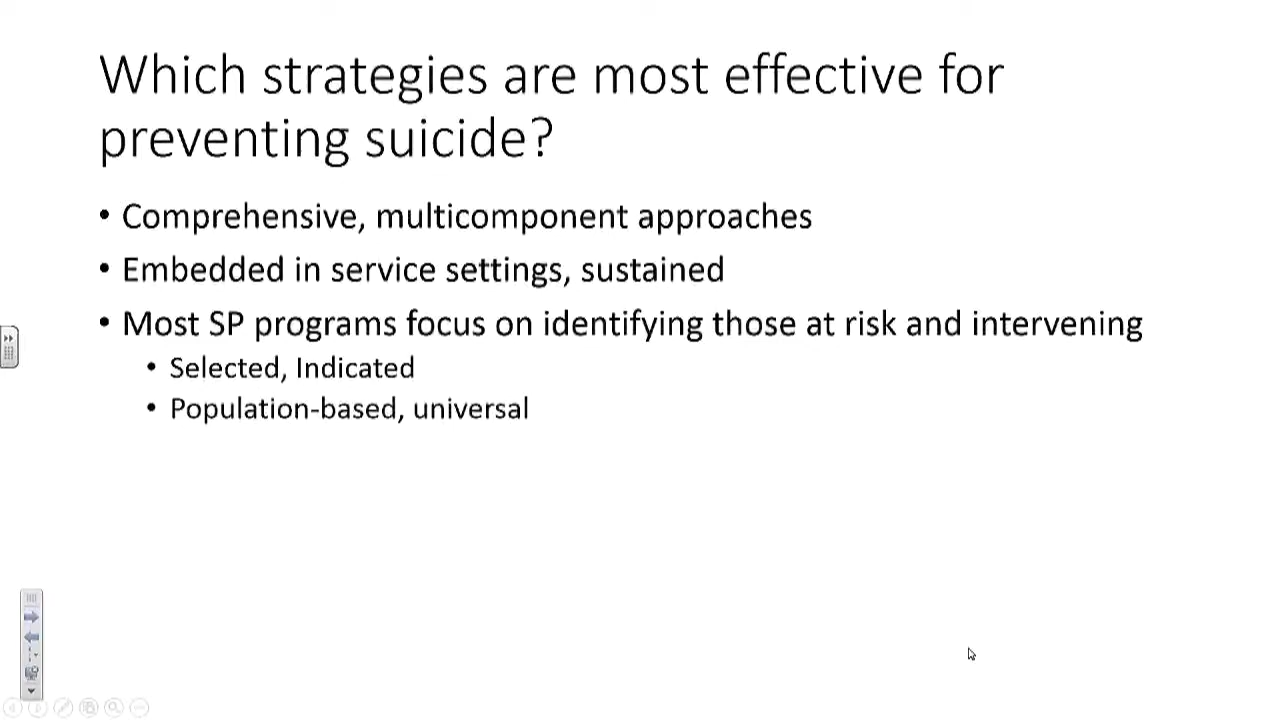 Which strategies are most effective for
preventing suicide?
• Comprehensive, multicomponent approaches
• Embedded in service settings, sustained
• Most SP programs focus on identifying those at risk and intervening
• Selected, Indicated
• Population-based, universal